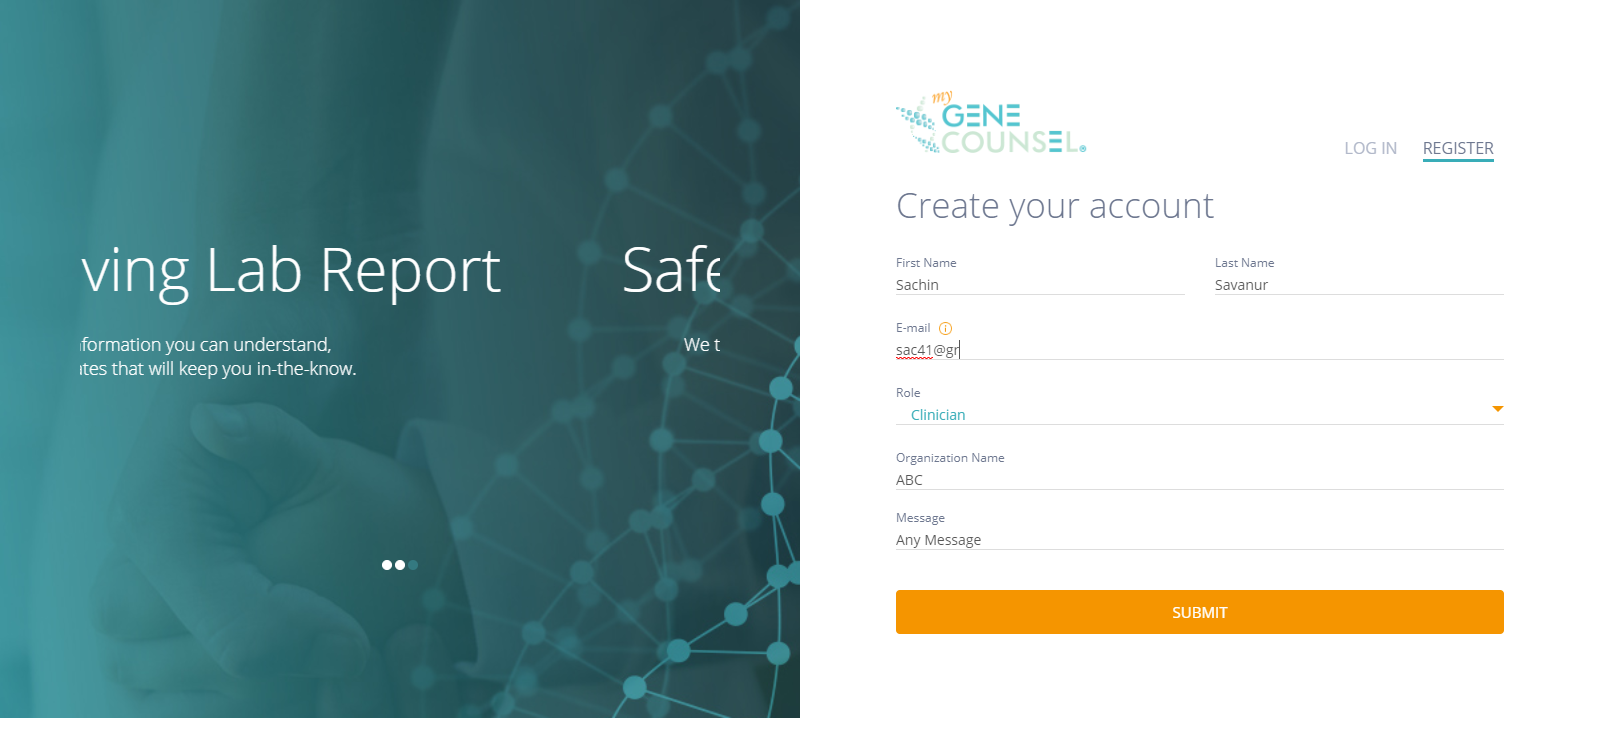 ving Lab Report
Safe
nformation you can understand,
ates that will keep you in-the-know.
We t
my
GENE
COUNSEL®
LOG IN
REGISTER
Create your account
First Name
Last Name
Sachin
Savanur
E-mail
sac41@gr
Role
Clinician
Organization Name
ABC
Message
Any Message
SUBMIT